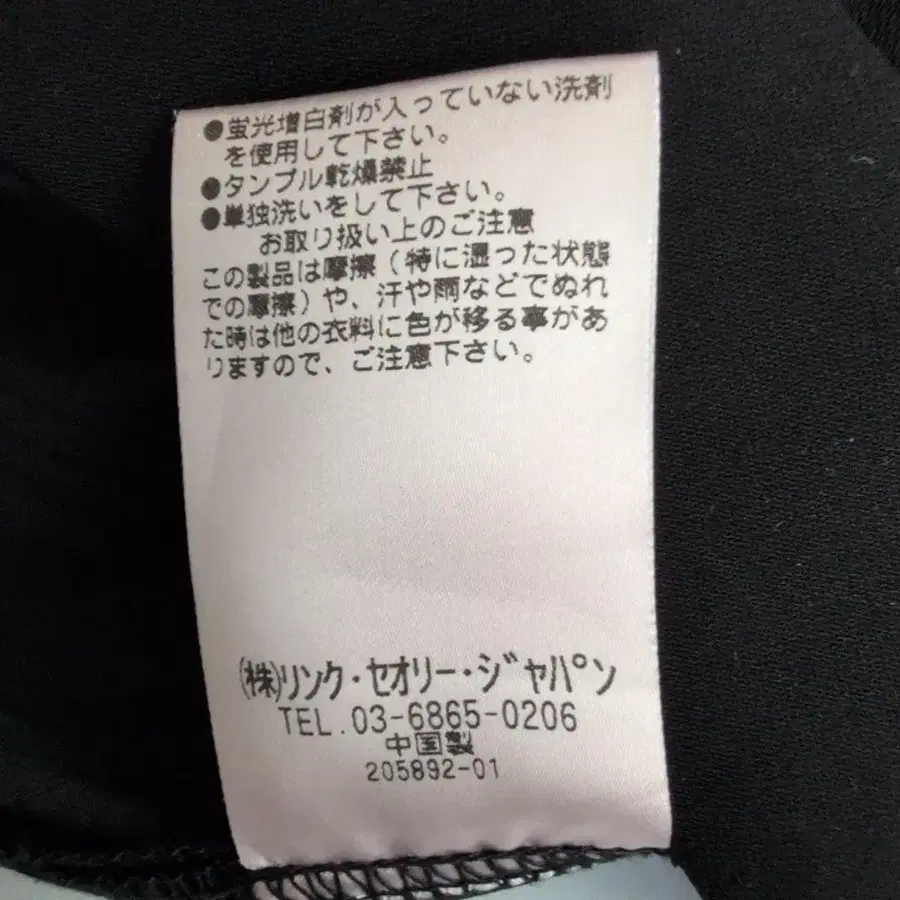 ●蛍光増白剤が入っていない洗剤
を使用して下さい。
●タンブル乾燥禁止
●単独洗いをして下さい。
お取り扱い上のご注意
この製品は摩擦(特に湿った状態
での摩擦)や、汗や雨などでぬれ
た時は他の衣料に色が移る事があ
りますので、ご注意下さい。
(株)リンク・セオリー・ジャパン
TEL.03-6865-0206
中国製
205892-01